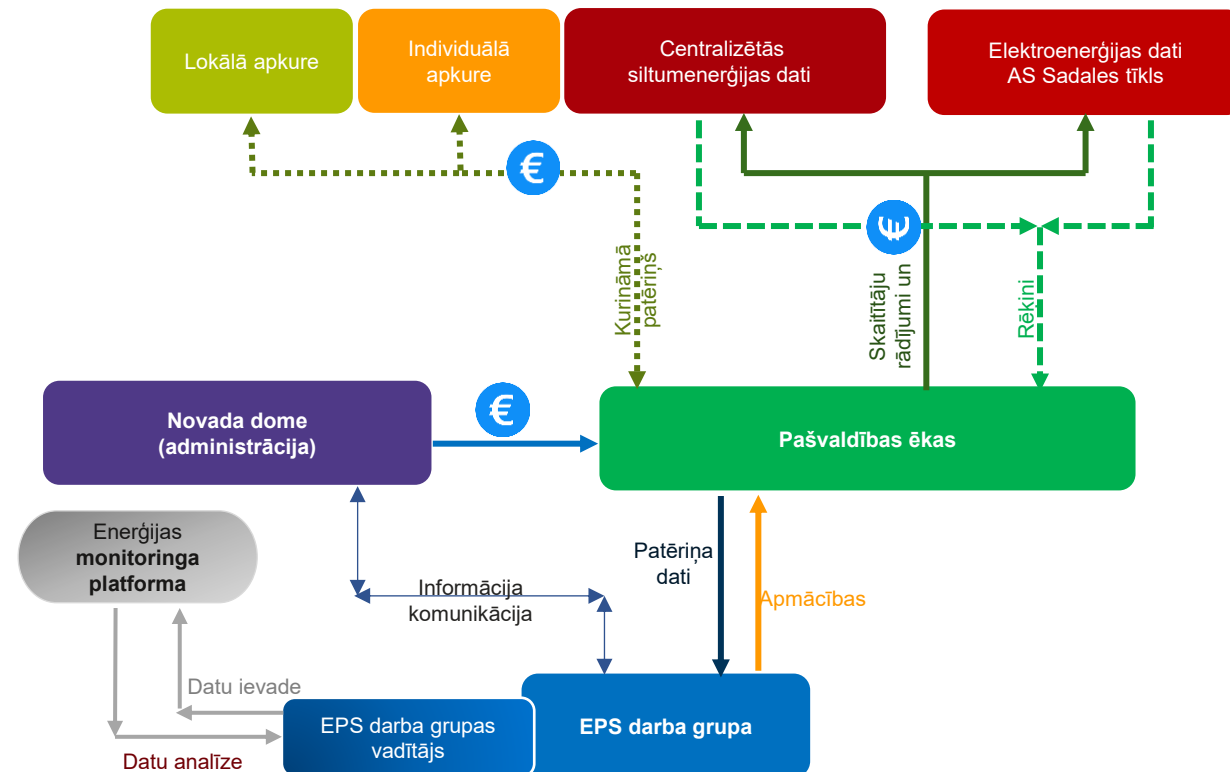 Lokālā apkure
Individuālā
apkure
Centralizētās
siltumenerģijas dati
Elektroenerģijas dati
AS Sadales tīkls
€
€
Kurināmā
patēriņš
Skaitītāju
rādījumi un
Rēķini
Novada dome
(administrācija)
€
Pašvaldības ēkas
Enerģijas
monitoringa
platforma
Patēriņa
dati
Apmācības
Informācija
komunikācija
Datu ievade
EPS darba grupas
vadītājs
EPS darba grupa
Datu analīze